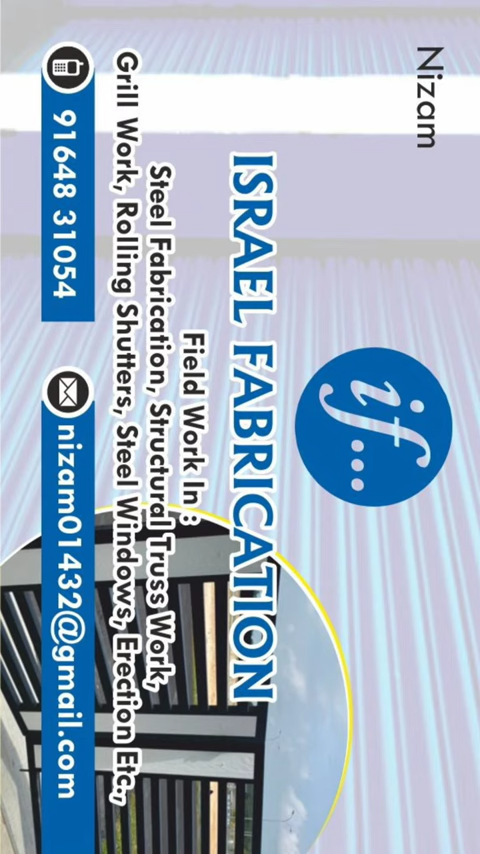 Nizam
if...
ISRAEL FABRICATION
Field Work In :
Steel Fabrication, Structural Truss Work,
Grill Work, Rolling Shutters, Steel Windows, Erection Etc.,
91648 31054
nizam01432@gmail.com